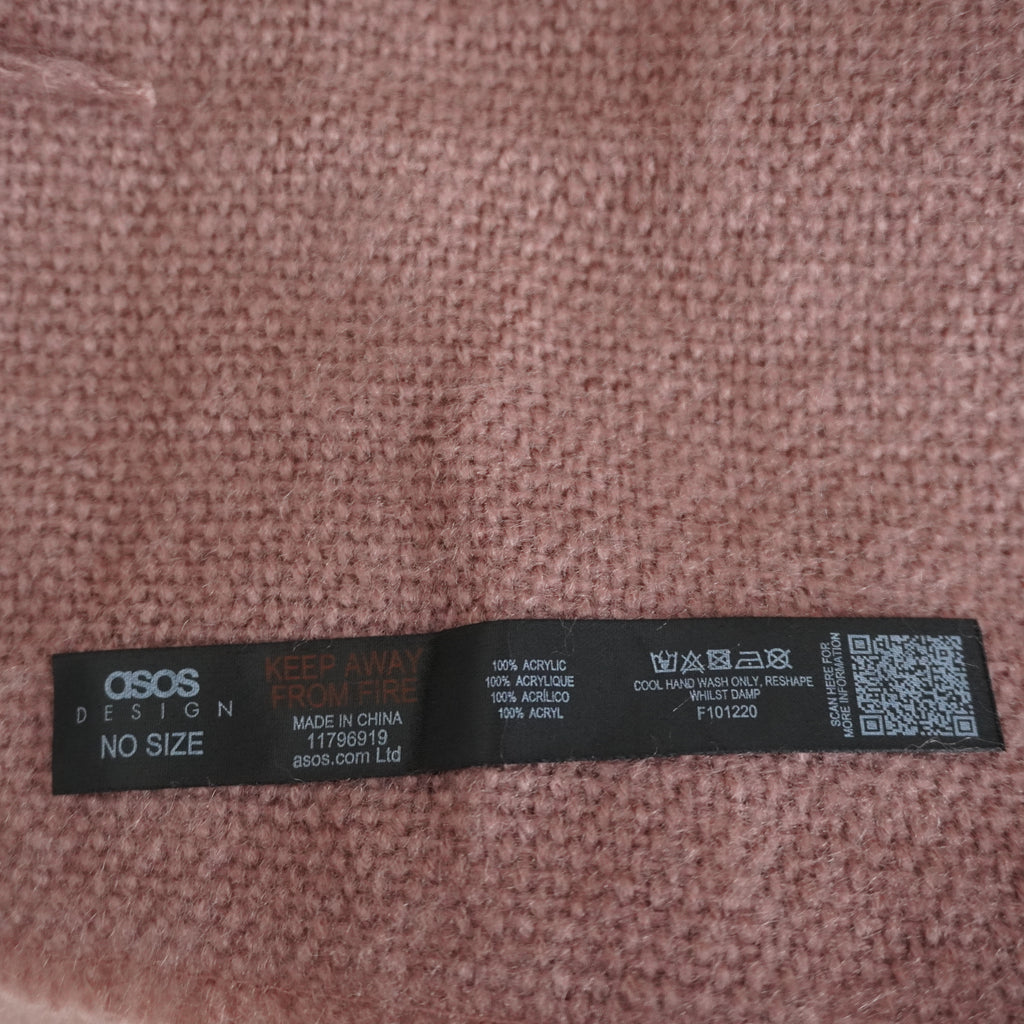 asos
DESIGN
NO SIZE
KEEP AWAY
FROM FIRE
MADE IN CHINA
11796919
asos.com Ltd
100% ACRYLIC
100% ACRYLIQUE
100% ACRÍLICO
100% ACRYL
COOL HAND WASH ONLY, RESHAPE
WHILST DAMP
F101220
SCAN HERE FOR
MORE INFORMATION